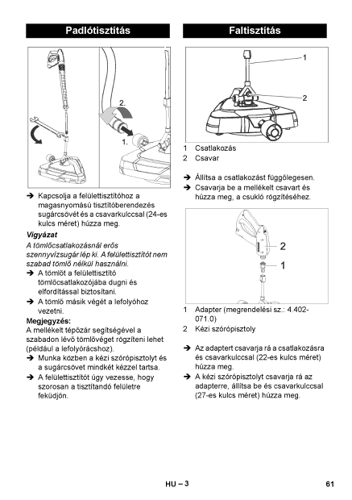 Padlótisztítás
2.
1.
➔ Kapcsolja a felülettisztítóhoz a
magasnyomású tisztítóberendezés
sugárcsövét és a csavarkulccsal (24-es
kulcs méret) húzza meg.
Vigyázat
A tömlőcsatlakozásnál erős
szennyvízsugár lép ki. A felülettisztítót nem
szabad tömlő nélkül használni.
➔ A tömlőt a felülettisztító
tömlőcsatlakozójába dugni és
elfordítással biztosítani.
➔ A tömlő másik végét a lefolyóhoz
vezetni.
Megjegyzés:
A mellékelt tépőzár segítségével a
szabadon lévő tömlővéget rögzíteni lehet
(például a lefolyórácshoz).
➔ Munka közben a kézi szórópisztolyt és
a sugárcsövet mindkét kézzel tartsa.
➔ A felülettisztítót úgy vezesse, hogy
szorosan a tisztítandó felületre
feküdjön.
Faltisztítás
1
2
1 Csatlakozás
2 Csavar
➔ Állítsa a csatlakozást függőlegesen.
➔ Csavarja be a mellékelt csavart és
húzza meg, a csukló rögzítéséhez.
2
1
1 Adapter (megrendelési sz.: 4.402-
071.0)
2 Kézi szórópisztoly
➔ Az adaptert csavarja rá a csatlakozásra
és csavarkulccsal (22-es kulcs méret)
húzza meg.
➔ A kézi szórópisztolyt csavarja rá az
adapterre, állítsa be és csavarkulccsal
(27-es kulcs méret) húzza meg.
HU – 3
61